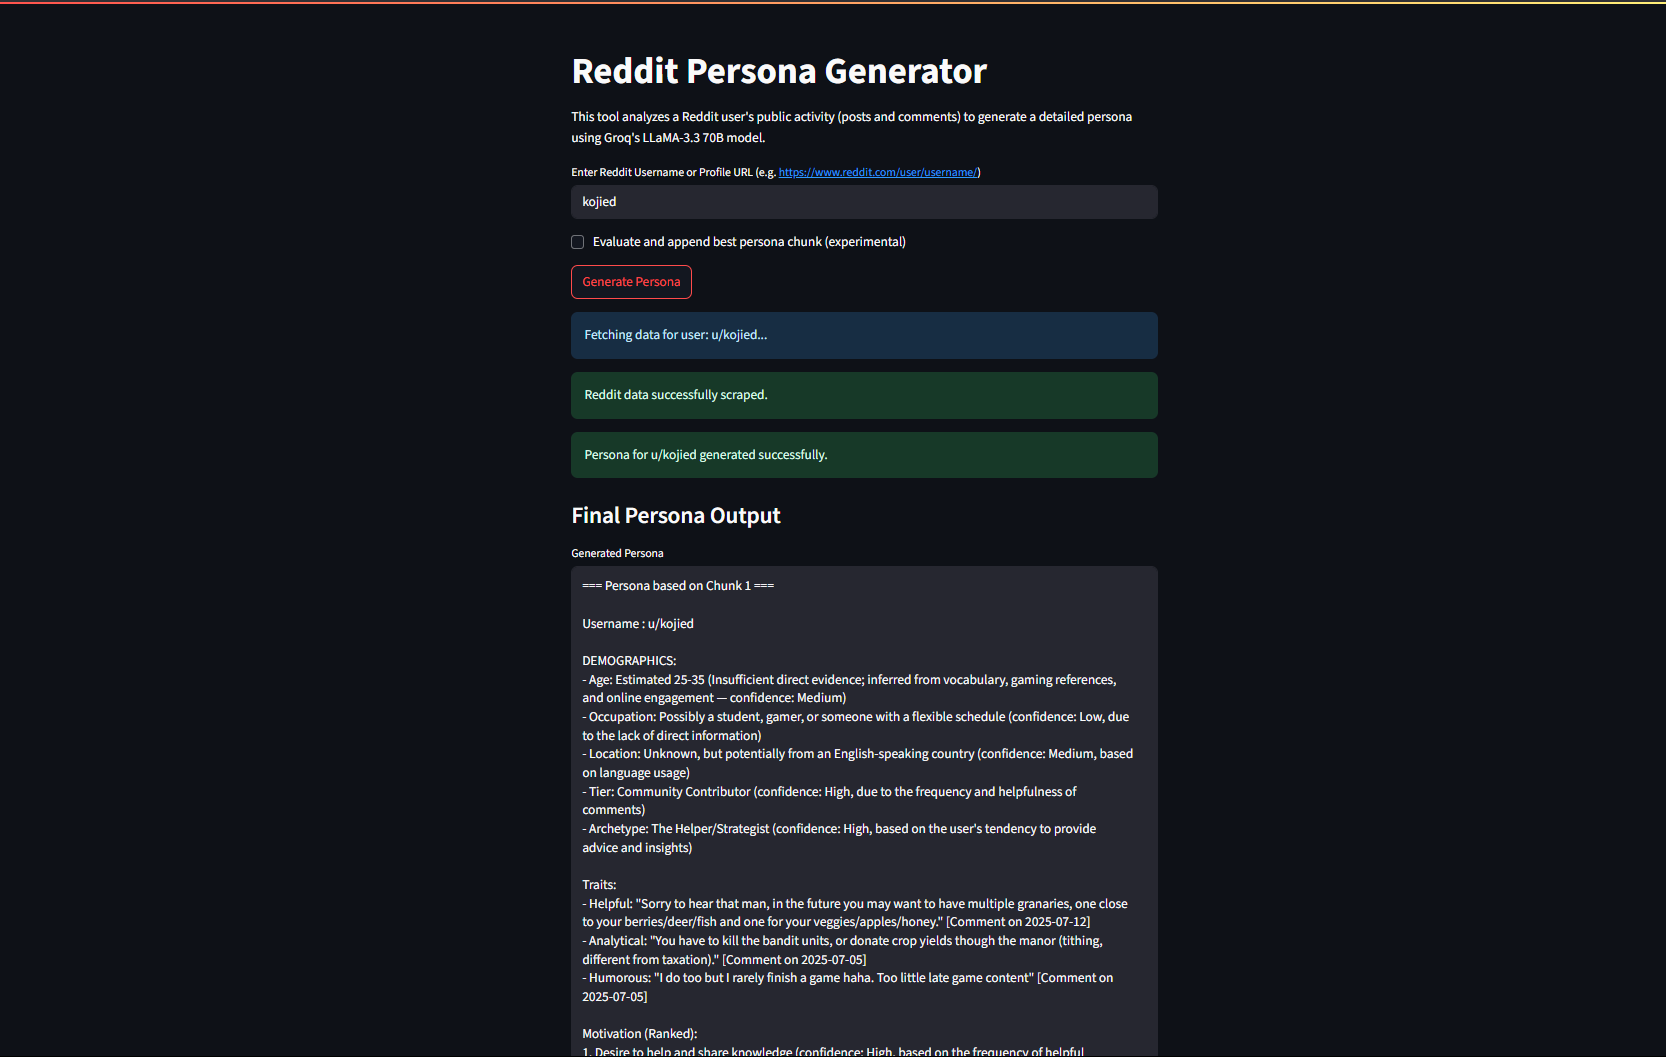 Reddit Persona Generator
This tool analyzes a Reddit user's public activity (posts and comments) to generate a detailed persona
using Groq's LLaMA-3.3 70B model.
Enter Reddit Username or Profile URL (e.g. https://www.reddit.com/user/username/)
kojied
Evaluate and append best persona chunk (experimental)
Generate Persona
Fetching data for user: u/kojied...
Reddit data successfully scraped.
Persona for u/kojied generated successfully.
Final Persona Output
Generated Persona
=== Persona based on Chunk 1 ===
Username : u/kojied
DEMOGRAPHICS:
- Age: Estimated 25-35 (Insufficient direct evidence; inferred from vocabulary, gaming references,
and online engagement — confidence: Medium)
- Occupation: Possibly a student, gamer, or someone with a flexible schedule (confidence: Low, due
to the lack of direct information)
- Location: Unknown, but potentially from an English-speaking country (confidence: Medium, based
on language usage)
- Tier: Community Contributor (confidence: High, due to the frequency and helpfulness of
comments)
- Archetype: The Helper/Strategist (confidence: High, based on the user's tendency to provide
advice and insights)
Traits:
- Helpful: "Sorry to hear that man, in the future you may want to have multiple granaries, one close
to your berries/deer/fish and one for your veggies/apples/honey." [Comment on 2025-07-12]
- Analytical: "You have to kill the bandit units, or donate crop yields though the manor (tithing,
different from taxation)." [Comment on 2025-07-05]
- Humorous: "I do too but I rarely finish a game haha. Too little late game content" [Comment on
2025-07-05]
Motivation (Ranked):
1. Desire to help and share knowledge (confidence: High, based on the frequency of helpful